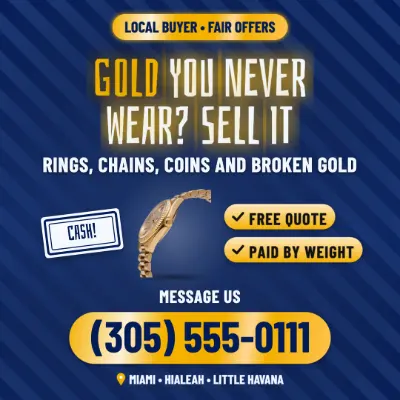 LOCAL BUYER • FAIR OFFERS
GOLD YOU NEVER
WEAR? SELL IT
RINGS, CHAINS, COINS AND BROKEN GOLD
CASH!
FREE QUOTE
PAID BY WEIGHT
MESSAGE US
(305) 555-0111
MIAMI • HIALEAH • LITTLE HAVANA